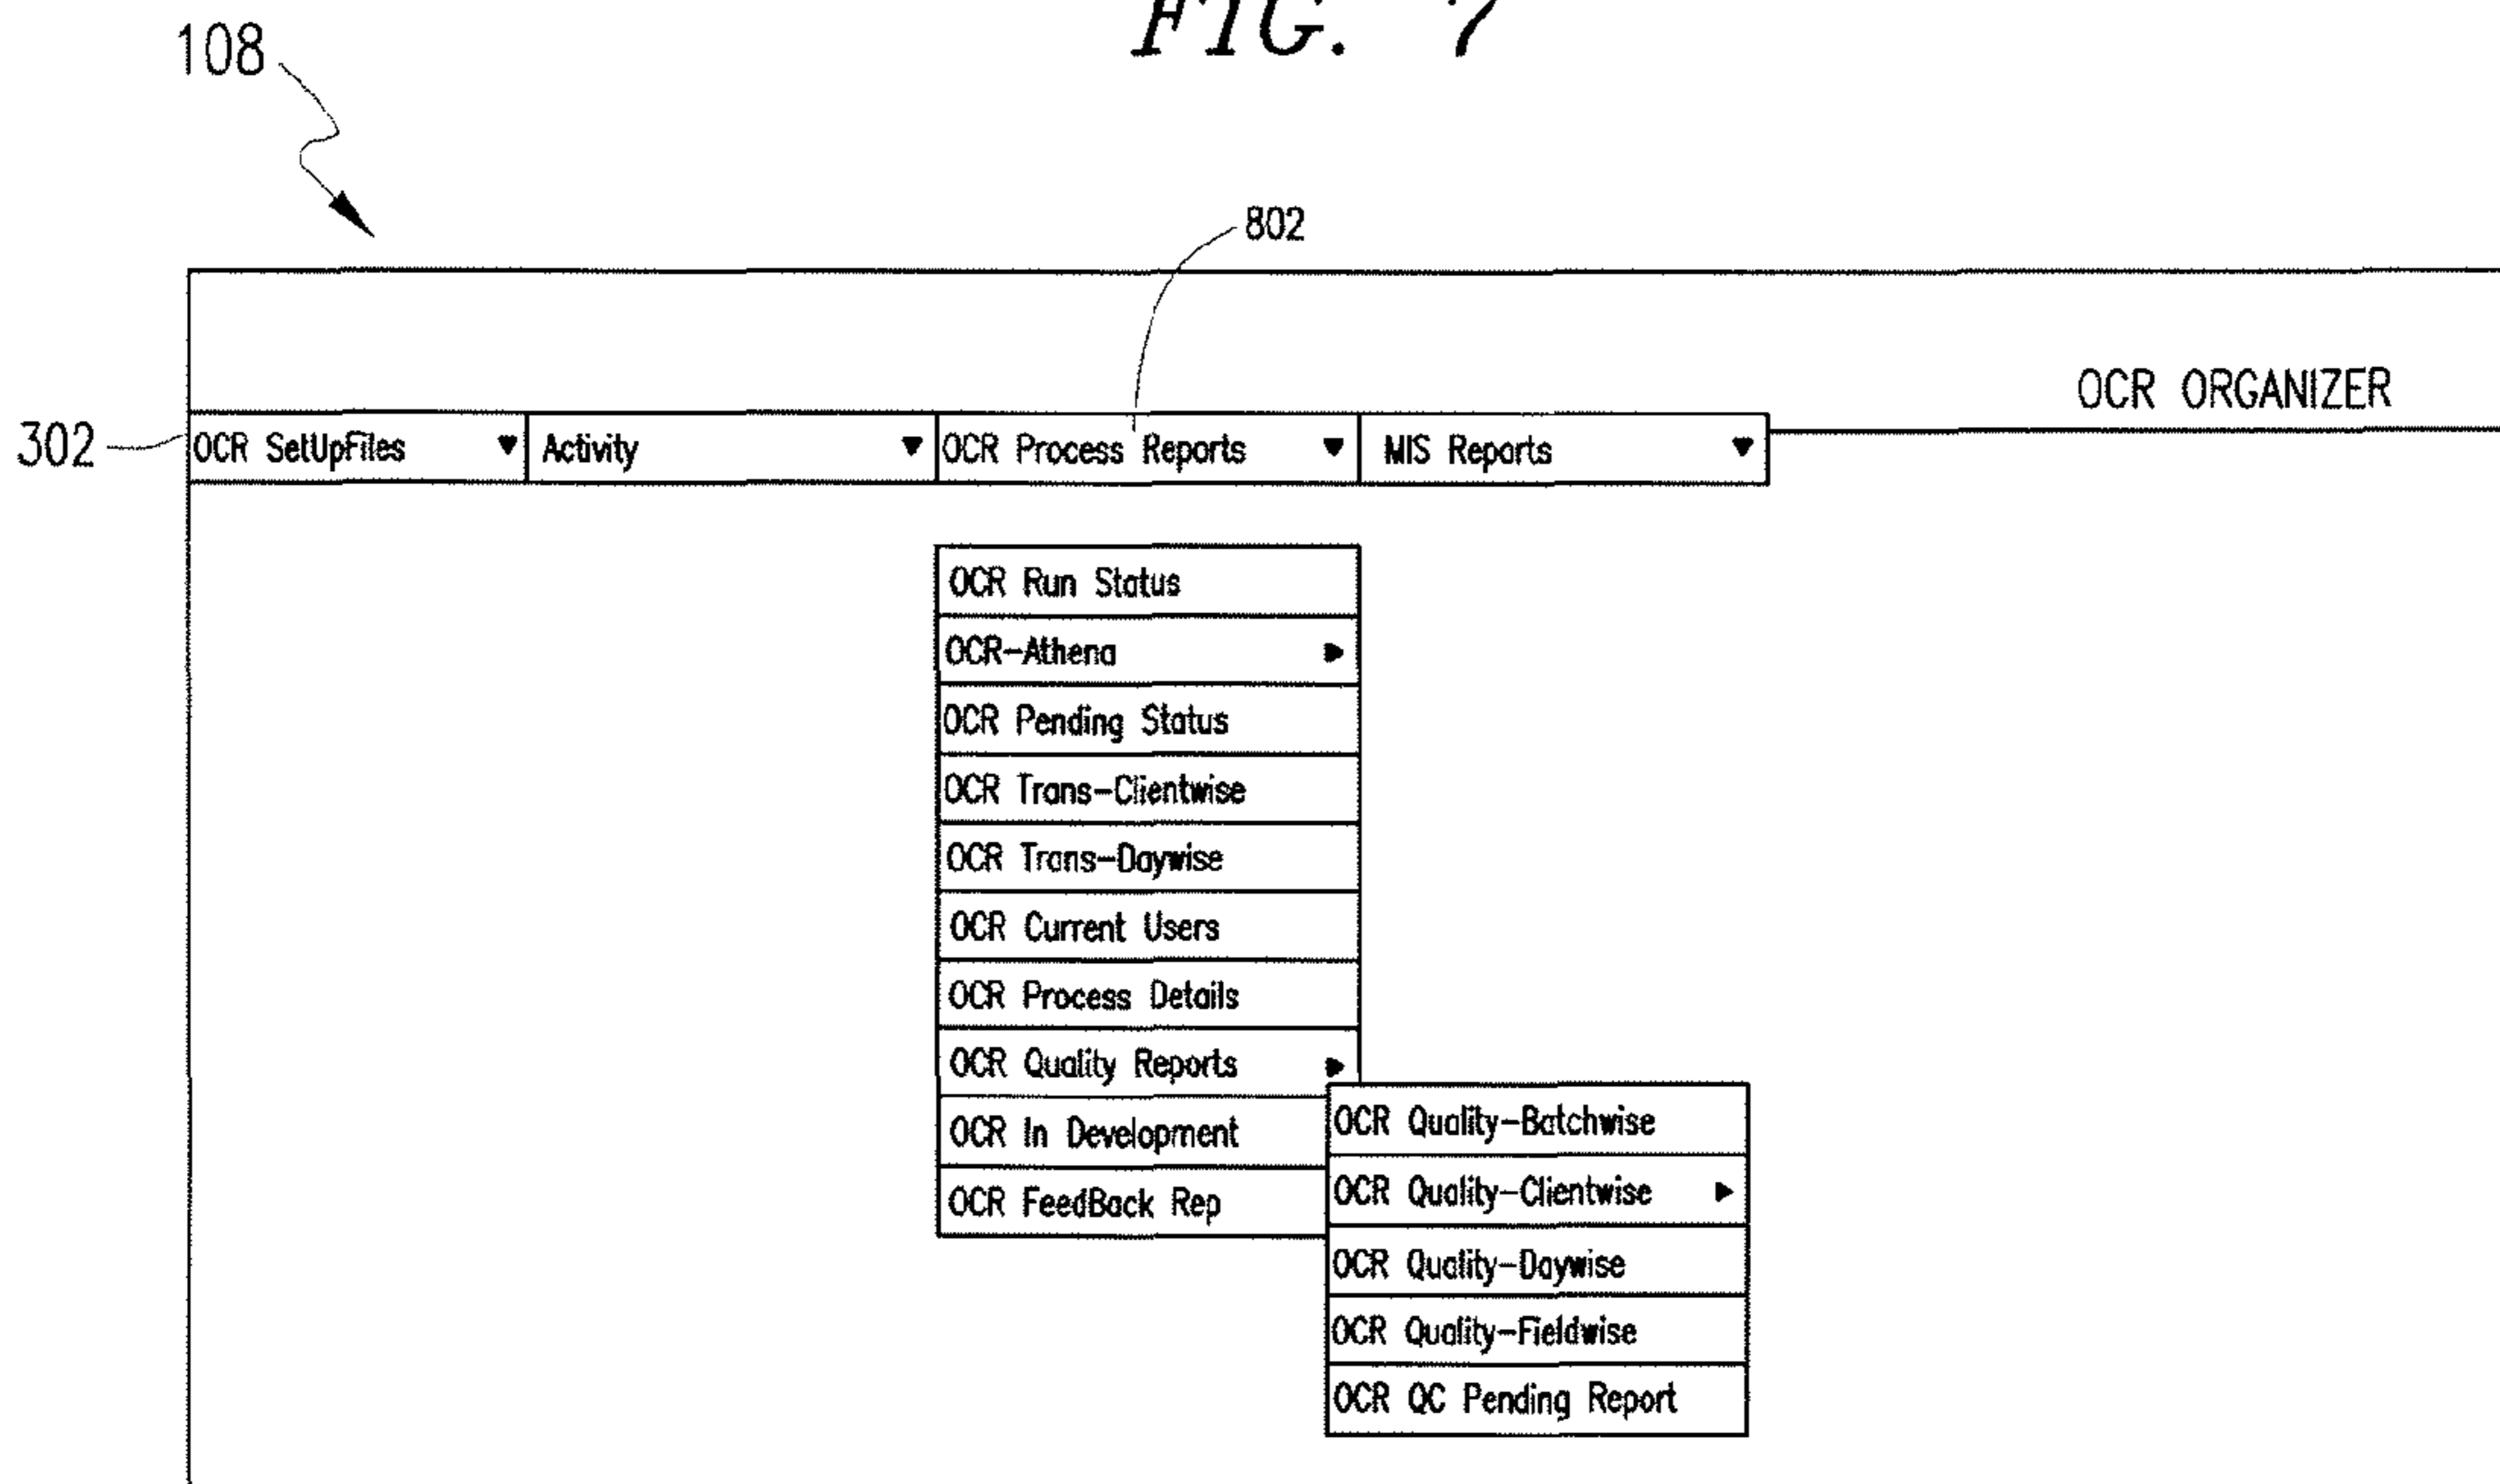 FIG. 7
108
802
OCR ORGANIZER
302
OCR SetUpFiles
Activity
OCR Process Reports
MIS Reports
OCR Run Status
OCR-Athena
OCR Pending Status
OCR Trans-Clientwise
OCR Trans-Daywise
OCR Current Users
OCR Process Details
OCR Quality Reports
OCR In Development
OCR FeedBack Rep
OCR Quality-Batchwise
OCR Quality-Clientwise
OCR Quality-Daywise
OCR Quality-Fieldwise
OCR QC Pending Report